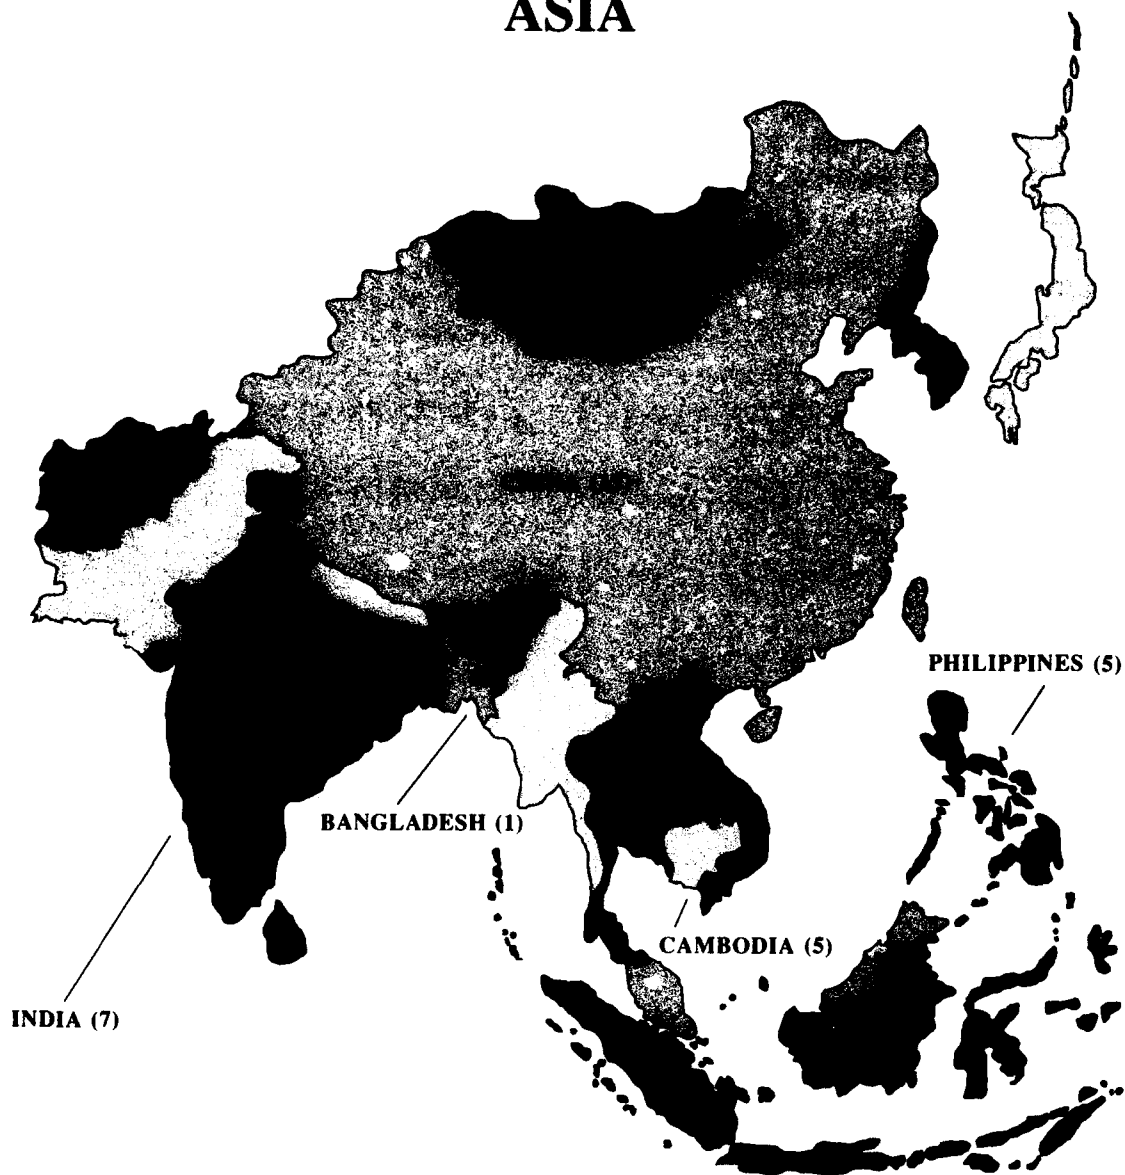 ASIA
PHILIPPINES (5)
BANGLADESH (1)
CAMBODIA (5)
INDIA (7)